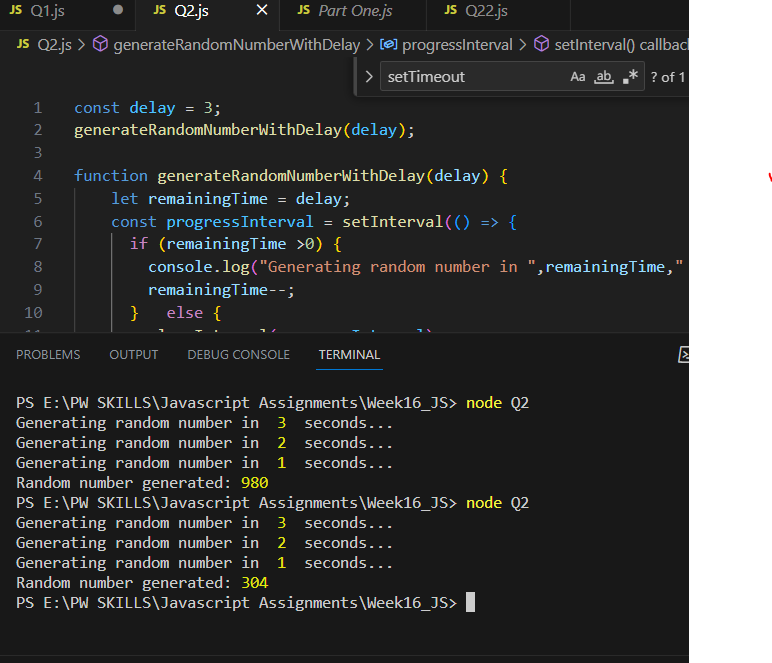 JS Q1.js JS Q2.js JS Part One.js JS Q22.js
JS Q2.js > generateRandomNumberWithDelay > progressInterval > setInterval() callbac
setTimeout Aa ab .* ? of 1
1 const delay = 3;
2 generateRandomNumberWithDelay(delay);
3
4 function generateRandomNumberWithDelay(delay) {
5 let remainingTime = delay;
6 const progressInterval = setInterval(() => {
7 if (remainingTime >0) {
8 console.log("Generating random number in ",remainingTime,"
9 remainingTime--;
10 } else {
PROBLEMS OUTPUT DEBUG CONSOLE TERMINAL
PS E:\PW SKILLS\Javascript Assignments\Week16_JS> node Q2
Generating random number in 3 seconds...
Generating random number in 2 seconds...
Generating random number in 1 seconds...
Random number generated: 980
PS E:\PW SKILLS\Javascript Assignments\Week16_JS> node Q2
Generating random number in 3 seconds...
Generating random number in 2 seconds...
Generating random number in 1 seconds...
Random number generated: 304
PS E:\PW SKILLS\Javascript Assignments\Week16_JS>